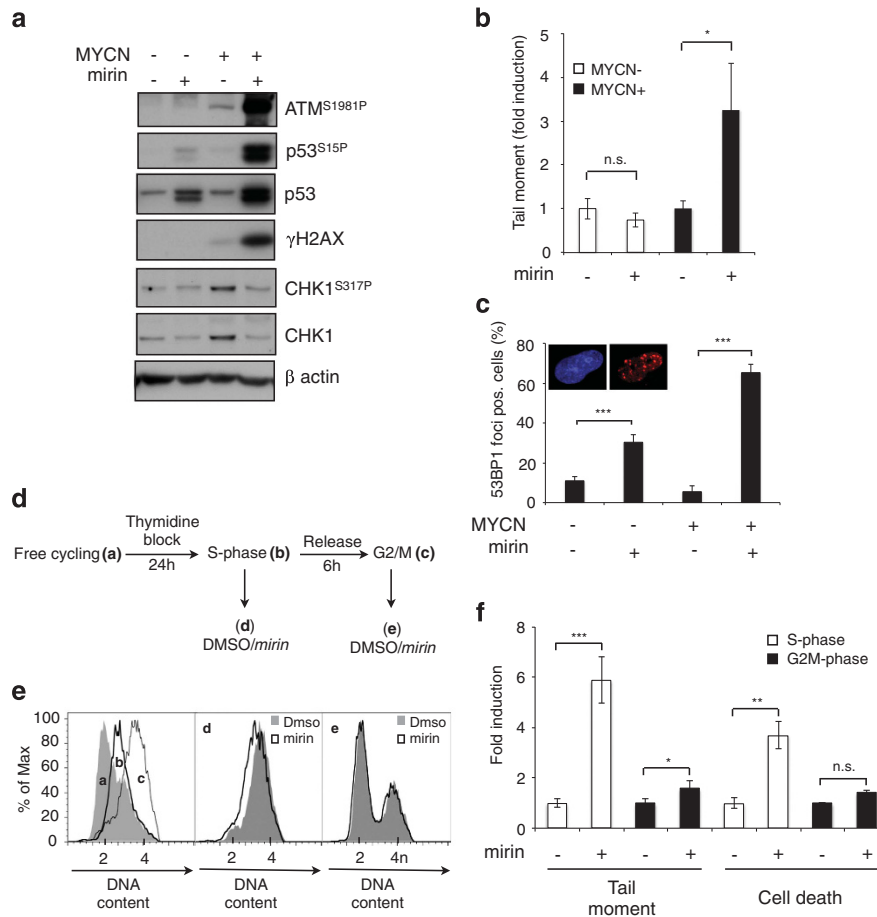 a
MYCN - - + +
mirin - + - +
ATMS1981P
p53S15P
p53
γH2AX
CHK1S317P
CHK1
β actin
b
Tail moment (fold induction)
5
4
3
2
1
0
MYCN-
MYCN+
n.s.
*
mirin - + - +
c
53BP1 foci pos. cells (%)
80
60
40
20
0
***
***
MYCN - - + +
mirin - + - +
d
Free cycling (a)
Thymidine
block
24h
S-phase (b)
Release
6h
G2/M (c)
(d)
DMSO/mirin
(e)
DMSO/mirin
e
% of Max
100
80
60
40
20
0
a
b
c
2 4
DNA
content
d
Dmso
mirin
2 4
DNA
content
e
Dmso
mirin
2 4n
DNA
content
f
Fold induction
8
6
4
2
0
S-phase
G2M-phase
***
*
**
n.s.
mirin - + - + - + - +
Tail
moment
Cell death